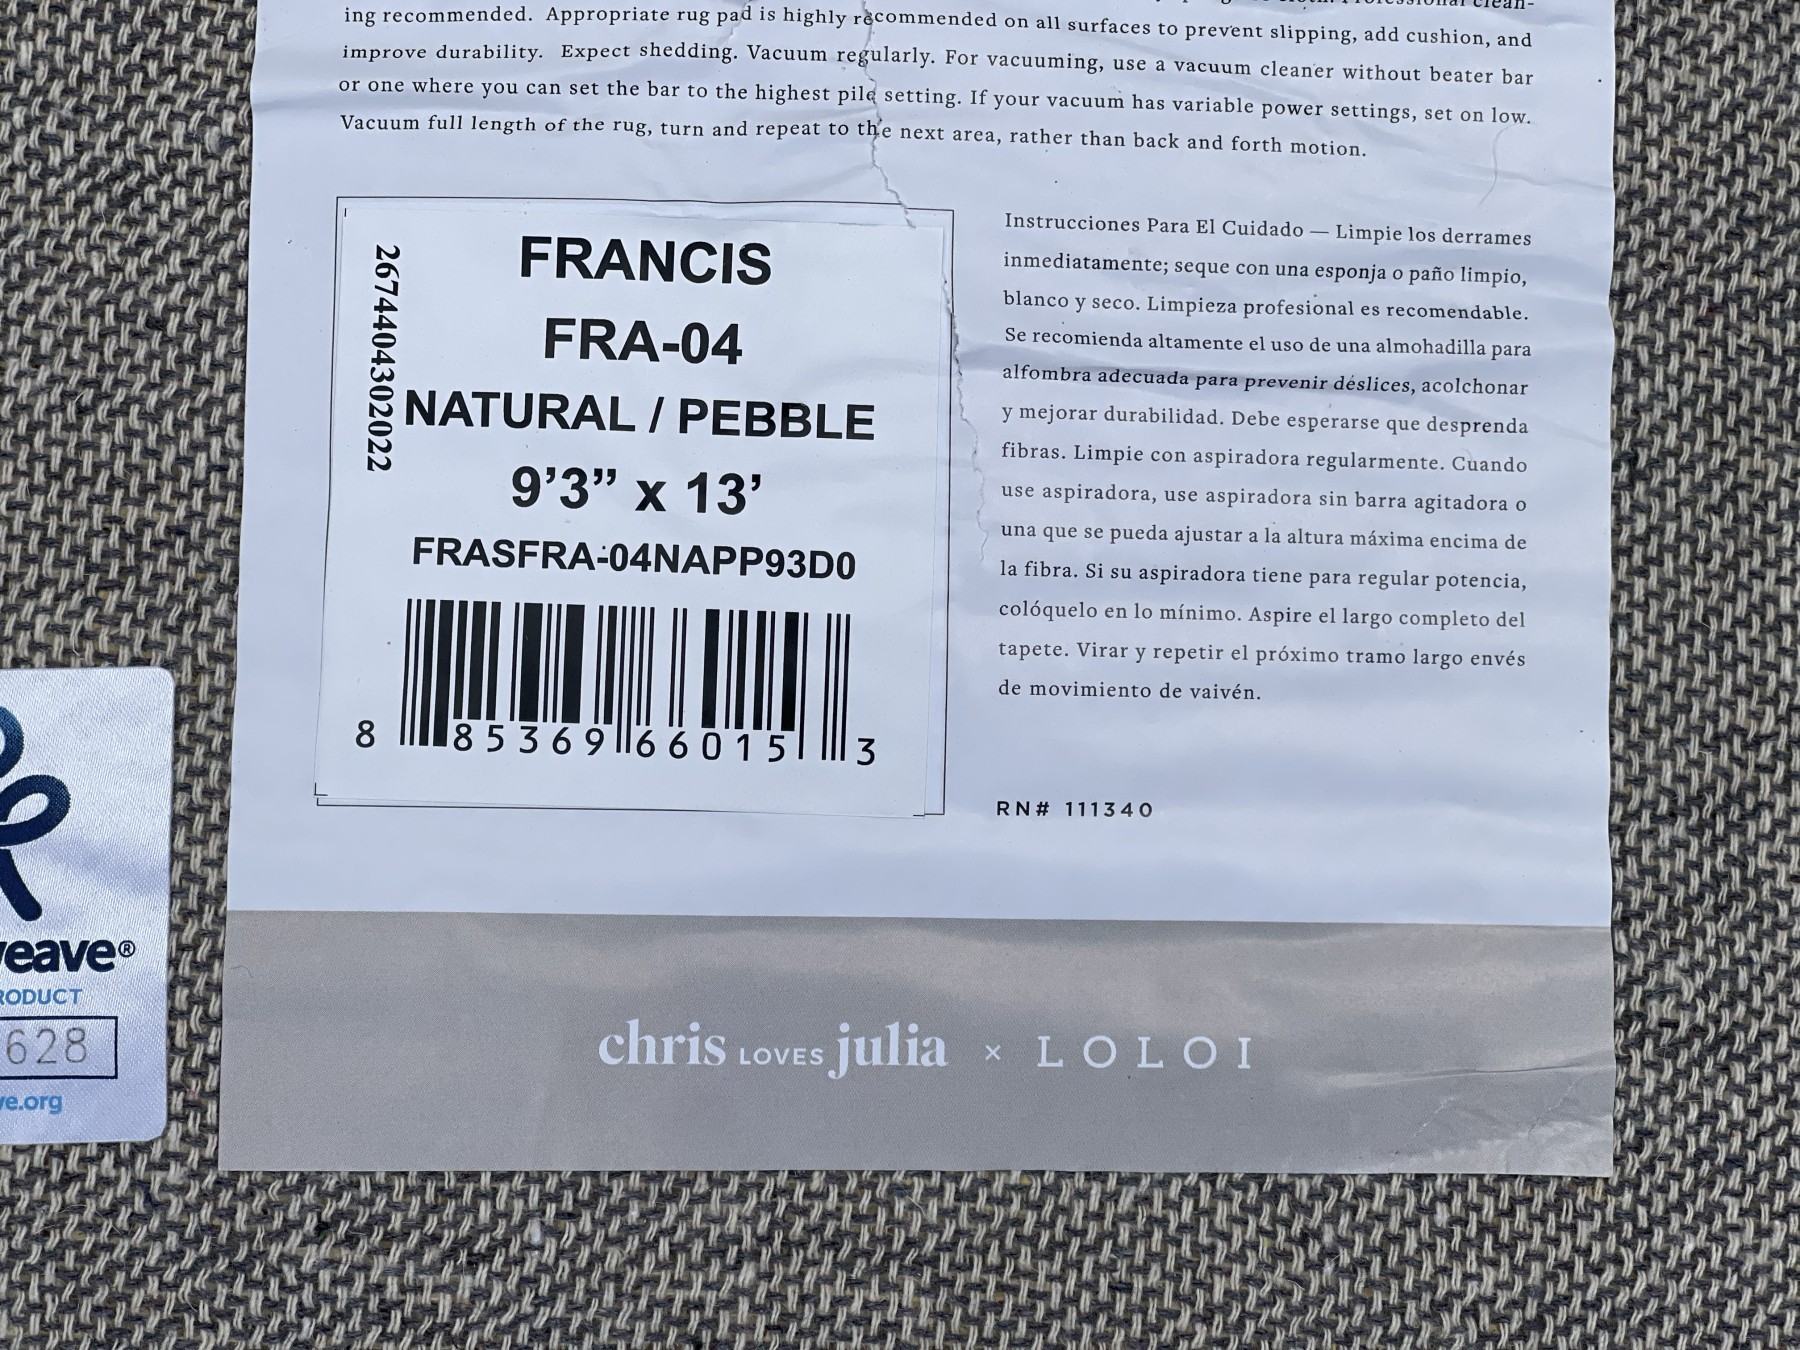 ing recommended. Appropriate rug pad is highly recommended on all surfaces to prevent slipping, add cushion, and
improve durability. Expect shedding. Vacuum regularly. For vacuuming, use a vacuum cleaner without beater bar
or one where you can set the bar to the highest pile setting. If your vacuum has variable power settings, set on low.
Vacuum full length of the rug, turn and repeat to the next area, rather than back and forth motion.
2674404302022
FRANCIS
FRA-04
NATURAL / PEBBLE
9’3” x 13’
FRASFRA-04NAPP93D0
8 85369 66015 3
Instrucciones Para El Cuidado — Limpie los derrames
inmediatamente; seque con una esponja o paño limpio,
blanco y seco. Limpieza profesional es recomendable.
Se recomienda altamente el uso de una almohadilla para
alfombra adecuada para prevenir déslices, acolchonar
y mejorar durabilidad. Debe esperarse que desprenda
fibras. Limpie con aspiradora regularmente. Cuando
use aspiradora, use aspiradora sin barra agitadora o
una que se pueda ajustar a la altura máxima encima de
la fibra. Si su aspiradora tiene para regular potencia,
colóquelo en lo mínimo. Aspire el largo completo del
tapete. Virar y repetir el próximo tramo largo envés
de movimiento de vaivén.
RN# 111340
eave®
RODUCT
628
e.org
chris LOVES julia × LOLOI